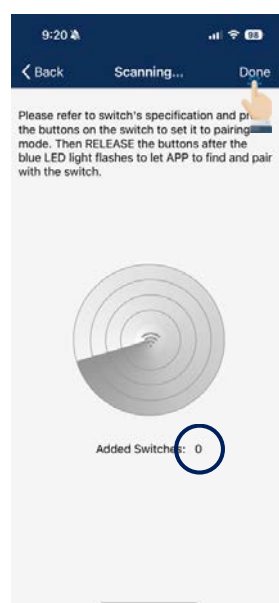 9:20 98
Back Scanning... Done
Please refer to switch's specification and
the buttons on the switch to set it to pairing
mode. Then RELEASE the buttons after the
blue LED light flashes to let APP to find and pair
with the switch.
Added Switches: 0